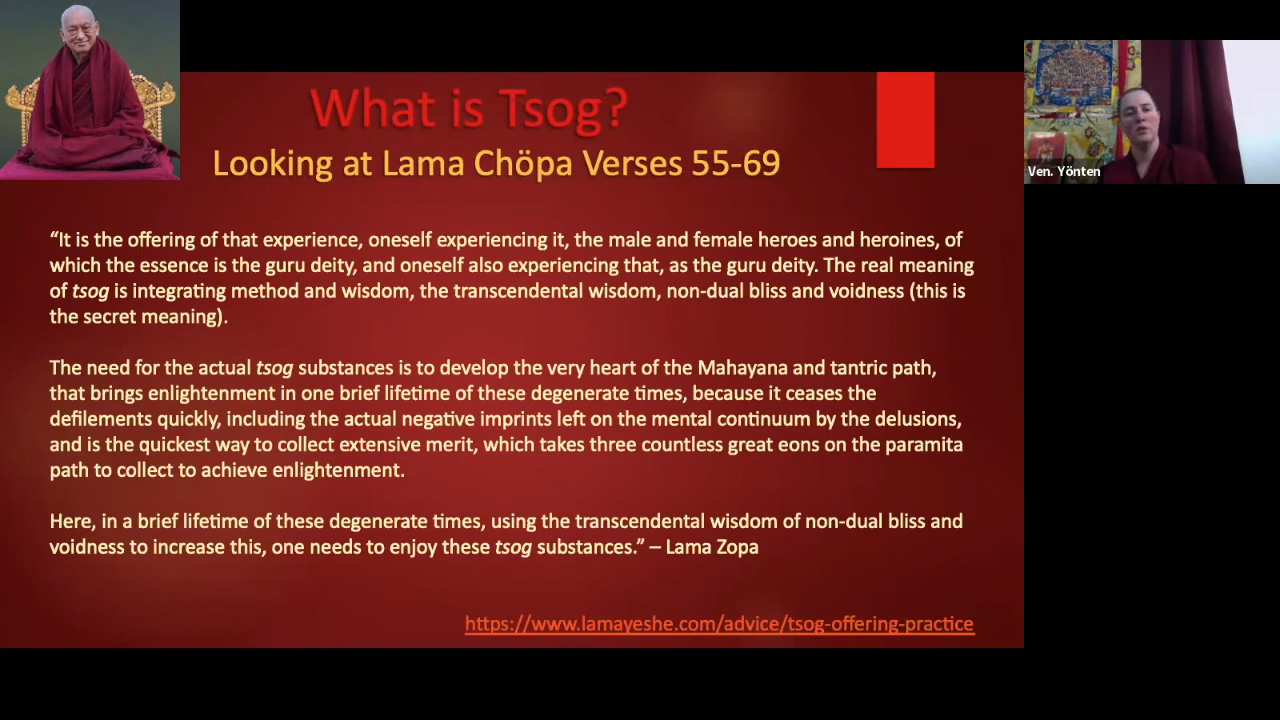 What is Tsog?
Looking at Lama Chöpa Verses 55-69
Ven. Yönten
“It is the offering of that experience, oneself experiencing it, the male and female heroes and heroines, of
which the essence is the guru deity, and oneself also experiencing that, as the guru deity. The real meaning
of tsog is integrating method and wisdom, the transcendental wisdom, non-dual bliss and voidness (this is
the secret meaning).
The need for the actual tsog substances is to develop the very heart of the Mahayana and tantric path,
that brings enlightenment in one brief lifetime of these degenerate times, because it ceases the
defilements quickly, including the actual negative imprints left on the mental continuum by the delusions,
and is the quickest way to collect extensive merit, which takes three countless great eons on the paramita
path to collect to achieve enlightenment.
Here, in a brief lifetime of these degenerate times, using the transcendental wisdom of non-dual bliss and
voidness to increase this, one needs to enjoy these tsog substances.” – Lama Zopa
https://www.lamayeshe.com/advice/tsog-offering-practice